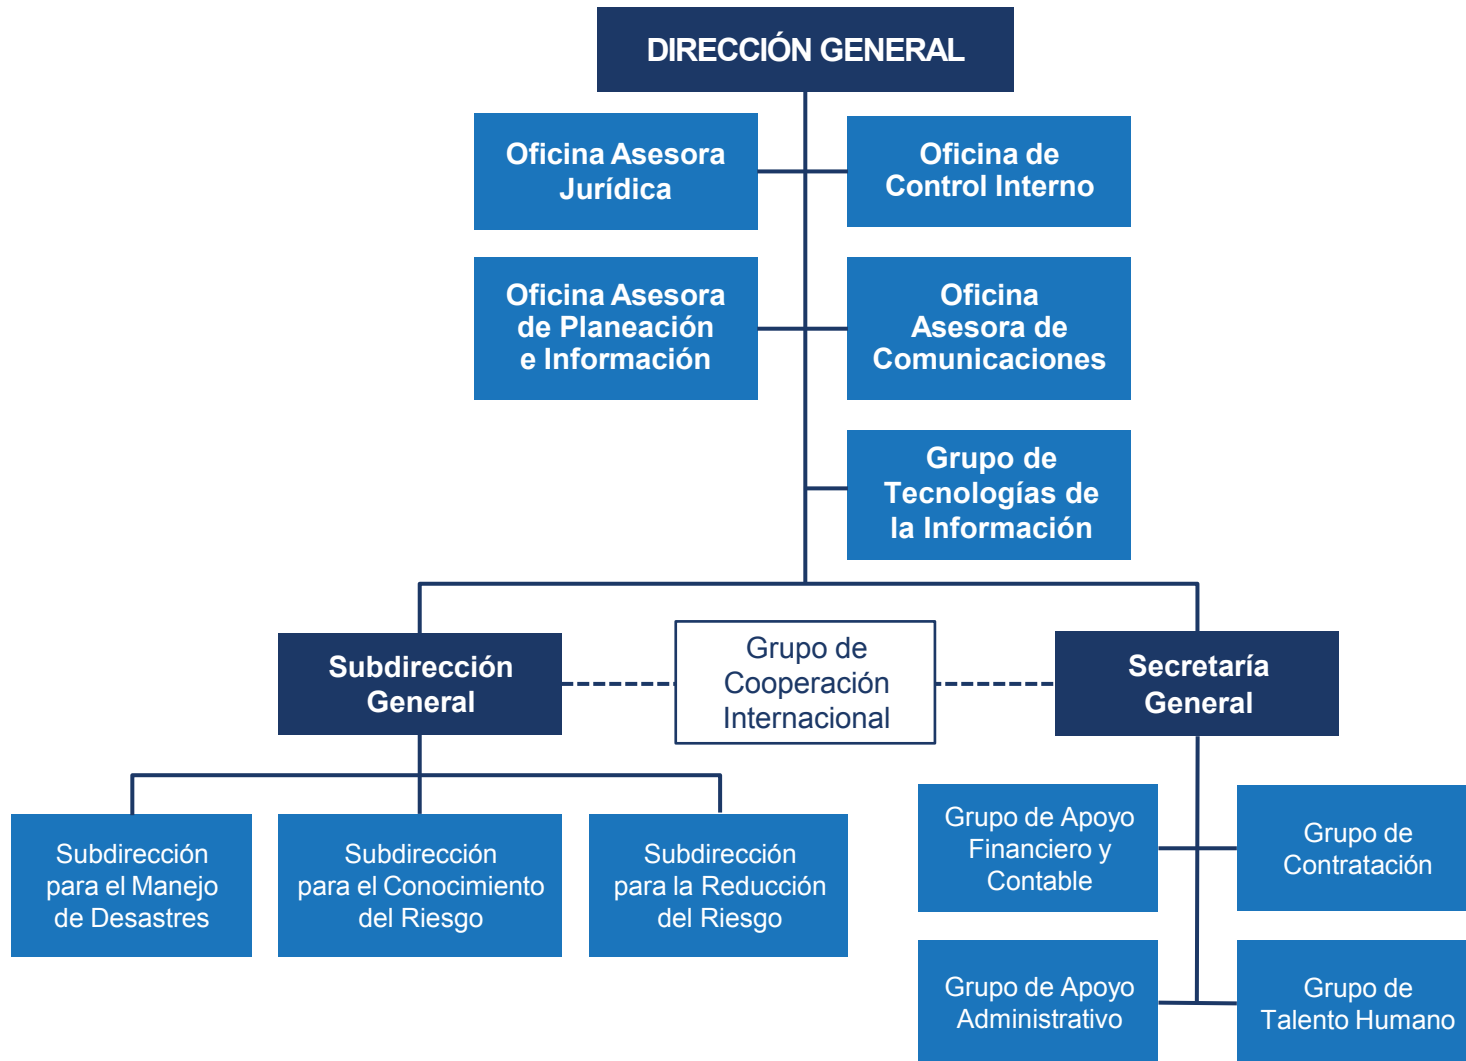 DIRECCIÓN GENERAL
Oficina Asesora
Jurídica
Oficina de
Control Interno
Oficina Asesora
de Planeación
e Información
Oficina
Asesora de
Comunicaciones
Grupo de
Tecnologías de
la Información
Subdirección
General
Grupo de
Cooperación
Internacional
Secretaría
General
Subdirección
para el Manejo
de Desastres
Subdirección
para el Conocimiento
del Riesgo
Subdirección
para la Reducción
del Riesgo
Grupo de Apoyo
Financiero y
Contable
Grupo de
Contratación
Grupo de Apoyo
Administrativo
Grupo de
Talento Humano